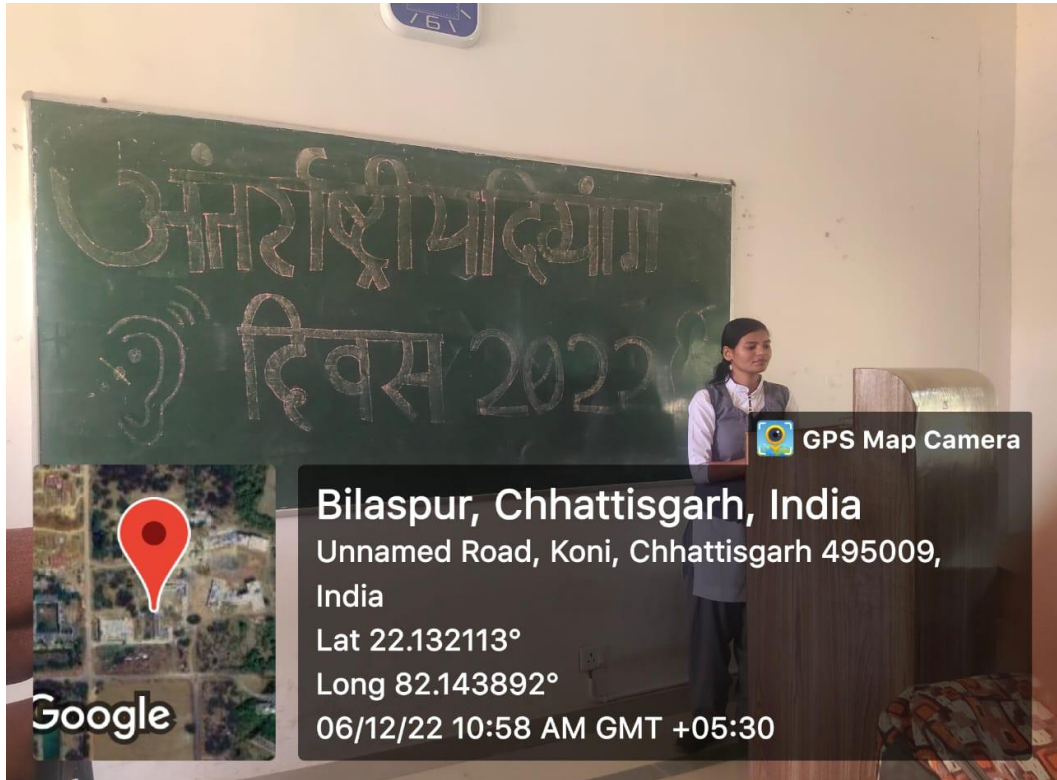 अंतर्राष्ट्रीय दिव्यांग
दिवस 2022
GPS Map Camera
Bilaspur, Chhattisgarh, India
Unnamed Road, Koni, Chhattisgarh 495009,
India
Lat 22.132113°
Long 82.143892°
06/12/22 10:58 AM GMT +05:30
Google